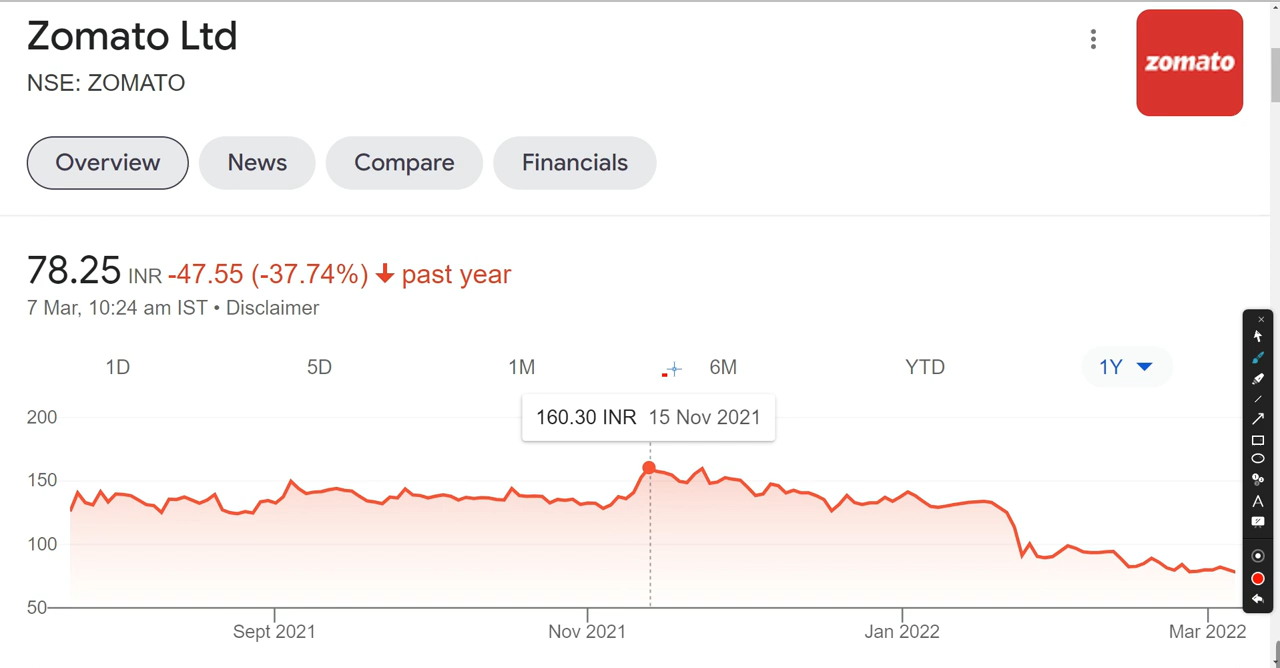 Zomato Ltd
NSE: ZOMATO
zomato
Overview News Compare Financials
78.25 INR -47.55 (-37.74%) past year
7 Mar, 10:24 am IST • Disclaimer
1D 5D 1M 6M YTD 1Y
160.30 INR 15 Nov 2021
200
150
100
50
Sept 2021 Nov 2021 Jan 2022 Mar 2022
A